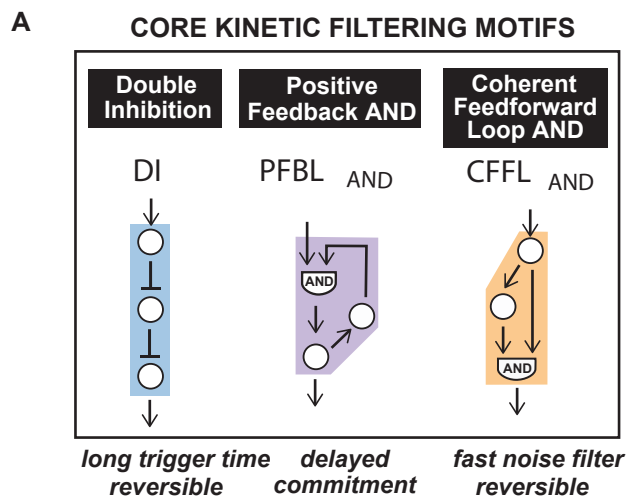 A
CORE KINETIC FILTERING MOTIFS
Double
Inhibition
Positive
Feedback AND
Coherent
Feedforward
Loop AND
DI
PFBL AND
CFFL AND
AND
AND
long trigger time
reversible
delayed
commitment
fast noise filter
reversible